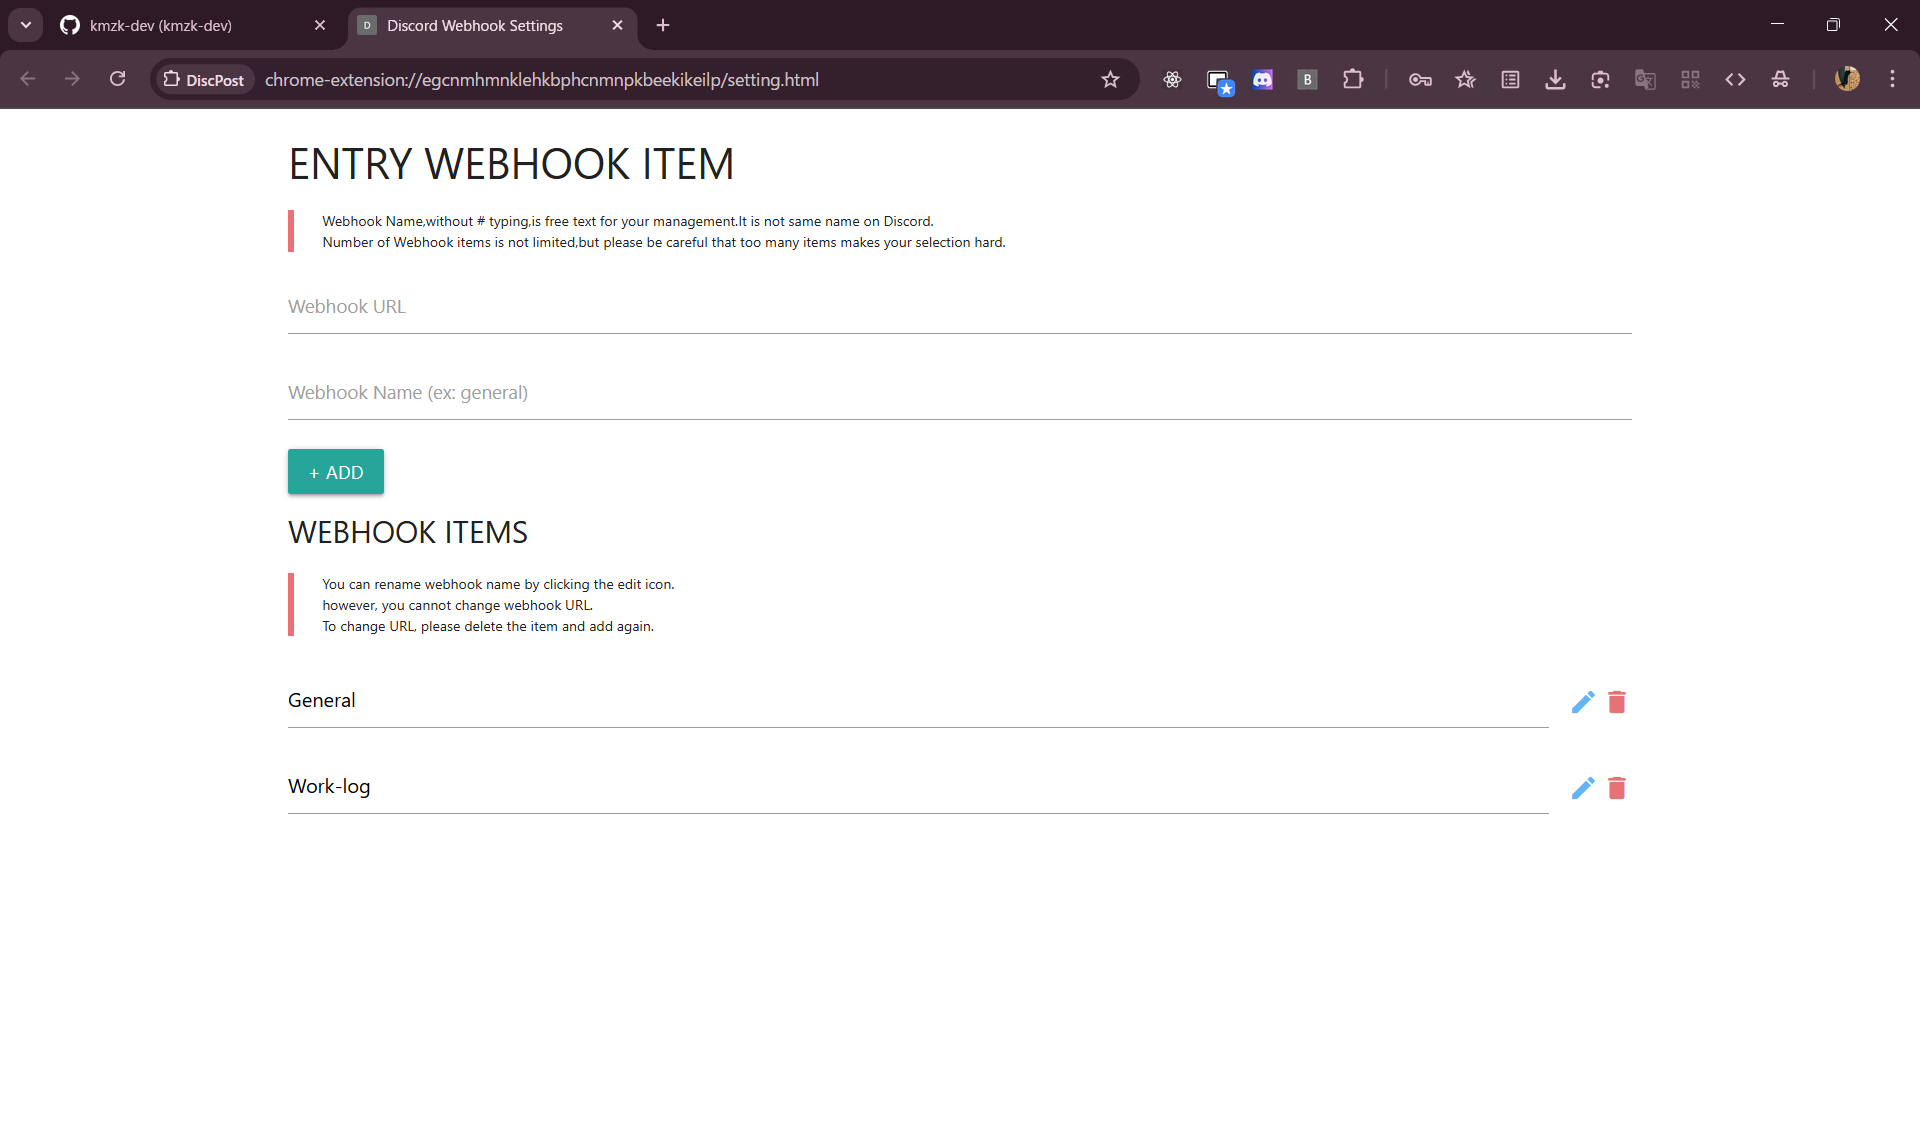 kmzk-dev (kmzk-dev)
D Discord Webhook Settings
DiscPost chrome-extension://egcnmhmnklehkbphcnmnpkbeekikeilp/setting.html
B
ENTRY WEBHOOK ITEM
Webhook Name,without # typing,is free text for your management.It is not same name on Discord.
Number of Webhook items is not limited,but please be careful that too many items makes your selection hard.
Webhook URL
Webhook Name (ex: general)
+ ADD
WEBHOOK ITEMS
You can rename webhook name by clicking the edit icon.
however, you cannot change webhook URL.
To change URL, please delete the item and add again.
General
Work-log